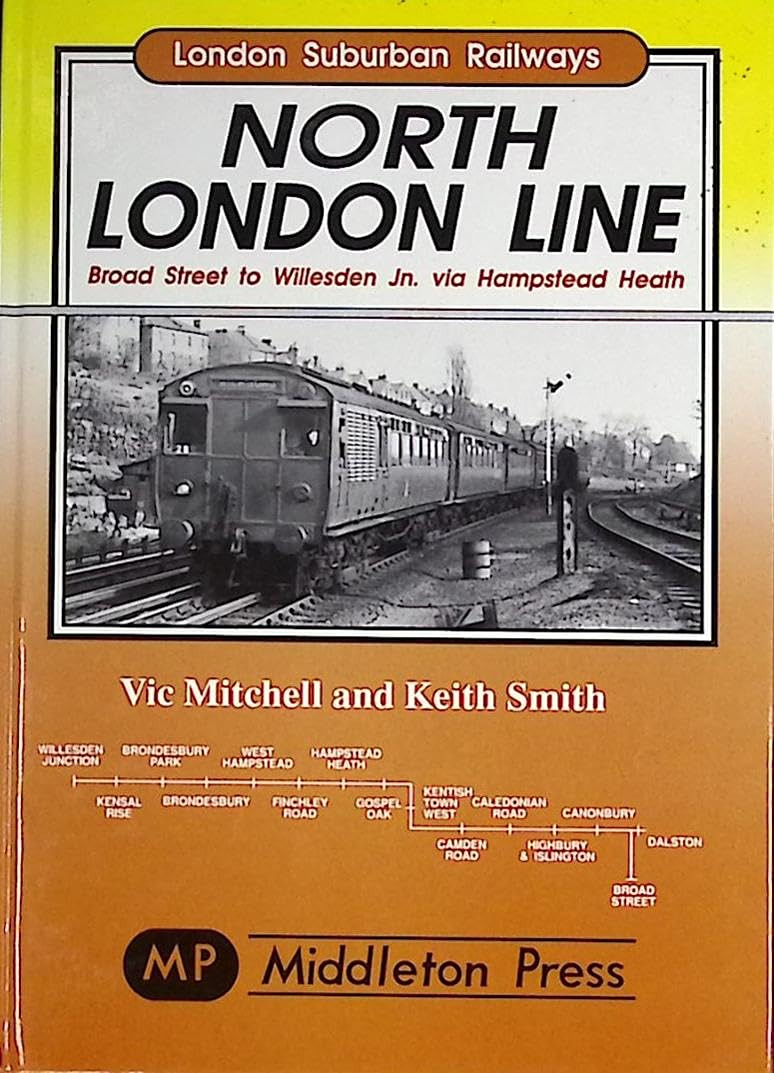 London Suburban Railways
NORTH
LONDON LINE
Broad Street to Willesden Jn. via Hampstead Heath
28
Vic Mitchell and Keith Smith
WILLESDEN
JUNCTION
BRONDESBURY
PARK
WEST
HAMPSTEAD
HAMPSTEAD
HEATH
KENSAL
RISE
BRONDESBURY
FINCHLEY
ROAD
GOSPEL
OAK
KENTISH
TOWN
WEST
CALEDONIAN
ROAD
CANONBURY
CAMDEN
ROAD
HIGHBURY
& ISLINGTON
DALSTON
BROAD
STREET
MP Middleton Press